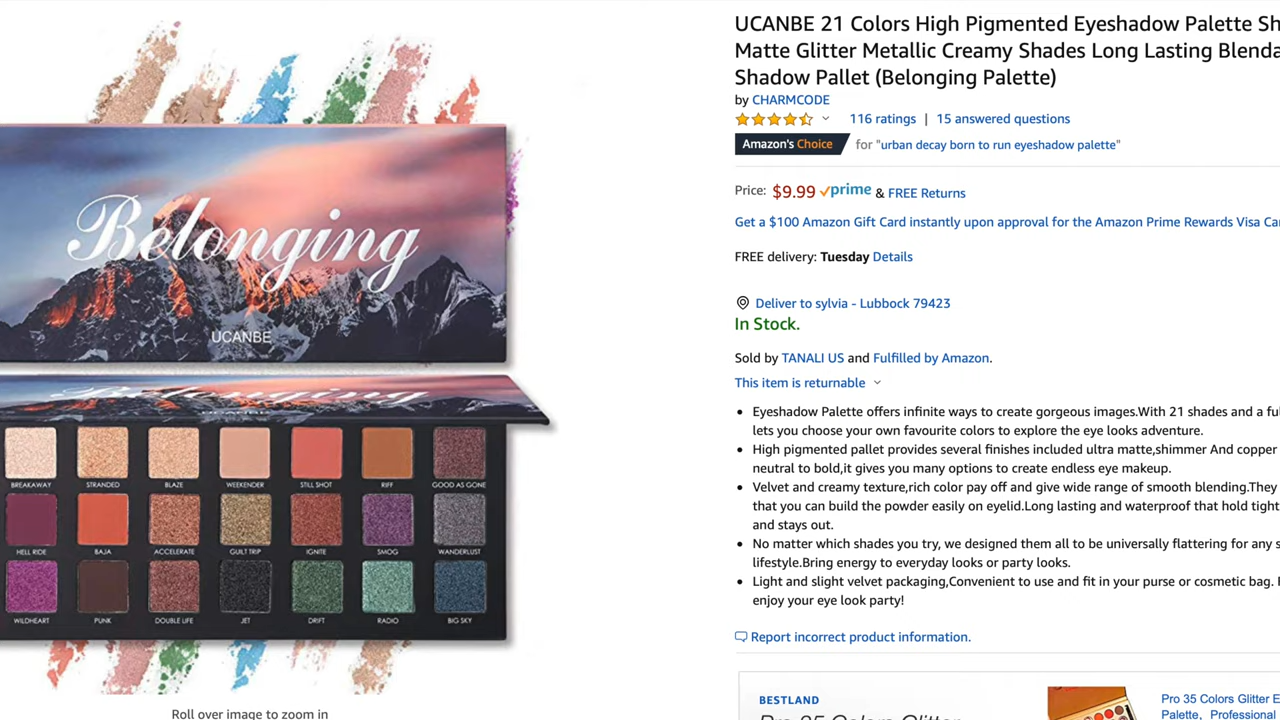 Belonging
UCANBE
Belonging
BREAKAWAY STRANDED BLAZE WEEKENDER STILL SHOT RIFF GOOD AS GONE
HELL RIDE BAJA ACCELERATE GUILT TRIP IGNITE SMOG WANDERLUST
WILDHEART PUNK DOUBLE LIFE JET DRIFT RADIO BIG SKY
Roll over image to zoom in
UCANBE 21 Colors High Pigmented Eyeshadow Palette Sh
Matte Glitter Metallic Creamy Shades Long Lasting Blenda
Shadow Pallet (Belonging Palette)
by CHARMCODE
116 ratings | 15 answered questions
Amazon's Choice for "urban decay born to run eyeshadow palette"
Price: $9.99 prime & FREE Returns
Get a $100 Amazon Gift Card instantly upon approval for the Amazon Prime Rewards Visa Ca
FREE delivery: Tuesday Details
Deliver to sylvia - Lubbock 79423
In Stock.
Sold by TANALI US and Fulfilled by Amazon.
This item is returnable
• Eyeshadow Palette offers infinite ways to create gorgeous images.With 21 shades and a ful
lets you choose your own favourite colors to explore the eye looks adventure.
• High pigmented pallet provides several finishes included ultra matte,shimmer And copper
neutral to bold,it gives you many options to create endless eye makeup.
• Velvet and creamy texture,rich color pay off and give wide range of smooth blending.They
that you can build the powder easily on eyelid.Long lasting and waterproof that hold tight
and stays out.
• No matter which shades you try, we designed them all to be universally flattering for any s
lifestyle.Bring energy to everyday looks or party looks.
• Light and slight velvet packaging,Convenient to use and fit in your purse or cosmetic bag.
enjoy your eye look party!
Report incorrect product information.
BESTLAND
Pro 35 Colors Glitter
Pro 35 Colors Glitter E
Palette, Professional